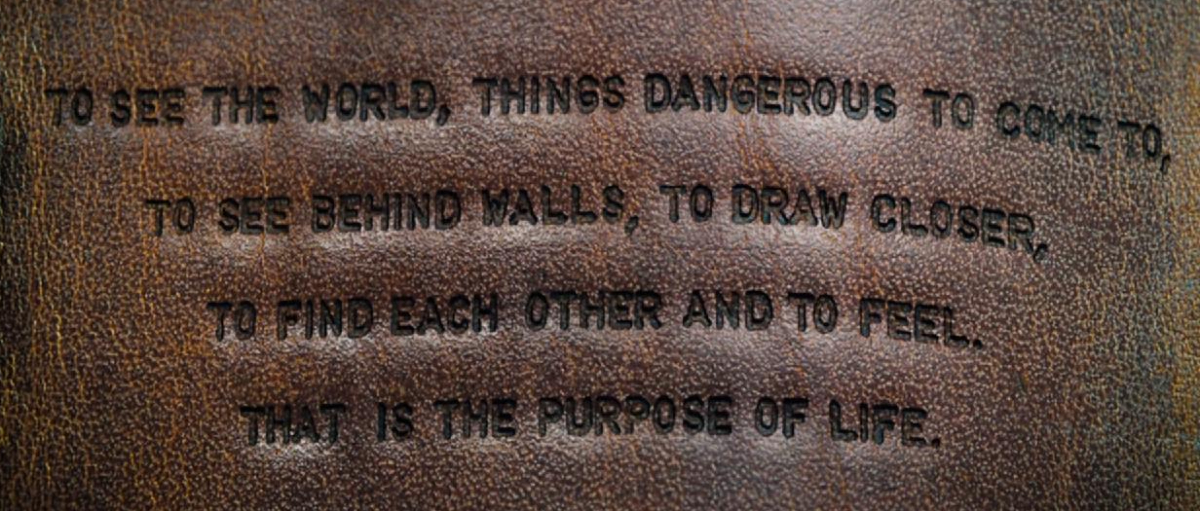 TO SEE THE WORLD, THINGS DANGEROUS TO COME TO,
TO SEE BEHIND WALLS, TO DRAW CLOSER,
TO FIND EACH OTHER AND TO FEEL.
THAT IS THE PURPOSE OF LIFE.